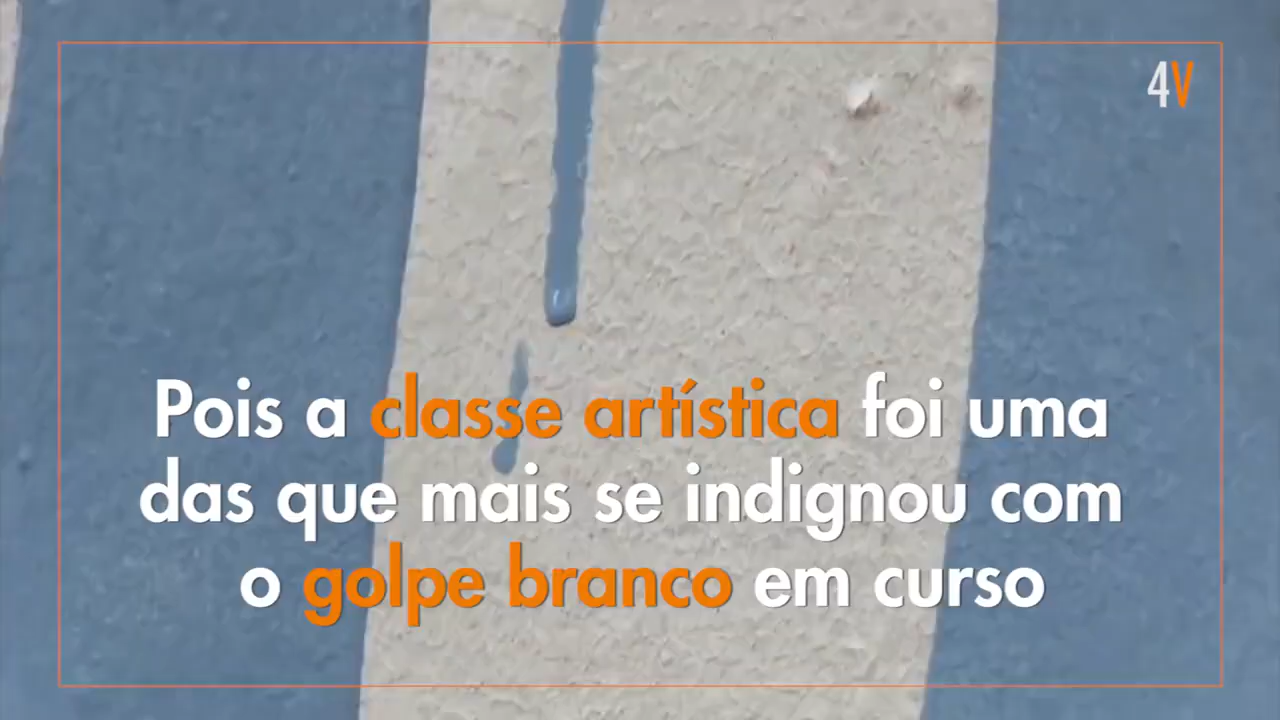 4V
Pois a classe artística foi uma
das que mais se indignou com
o golpe branco em curso